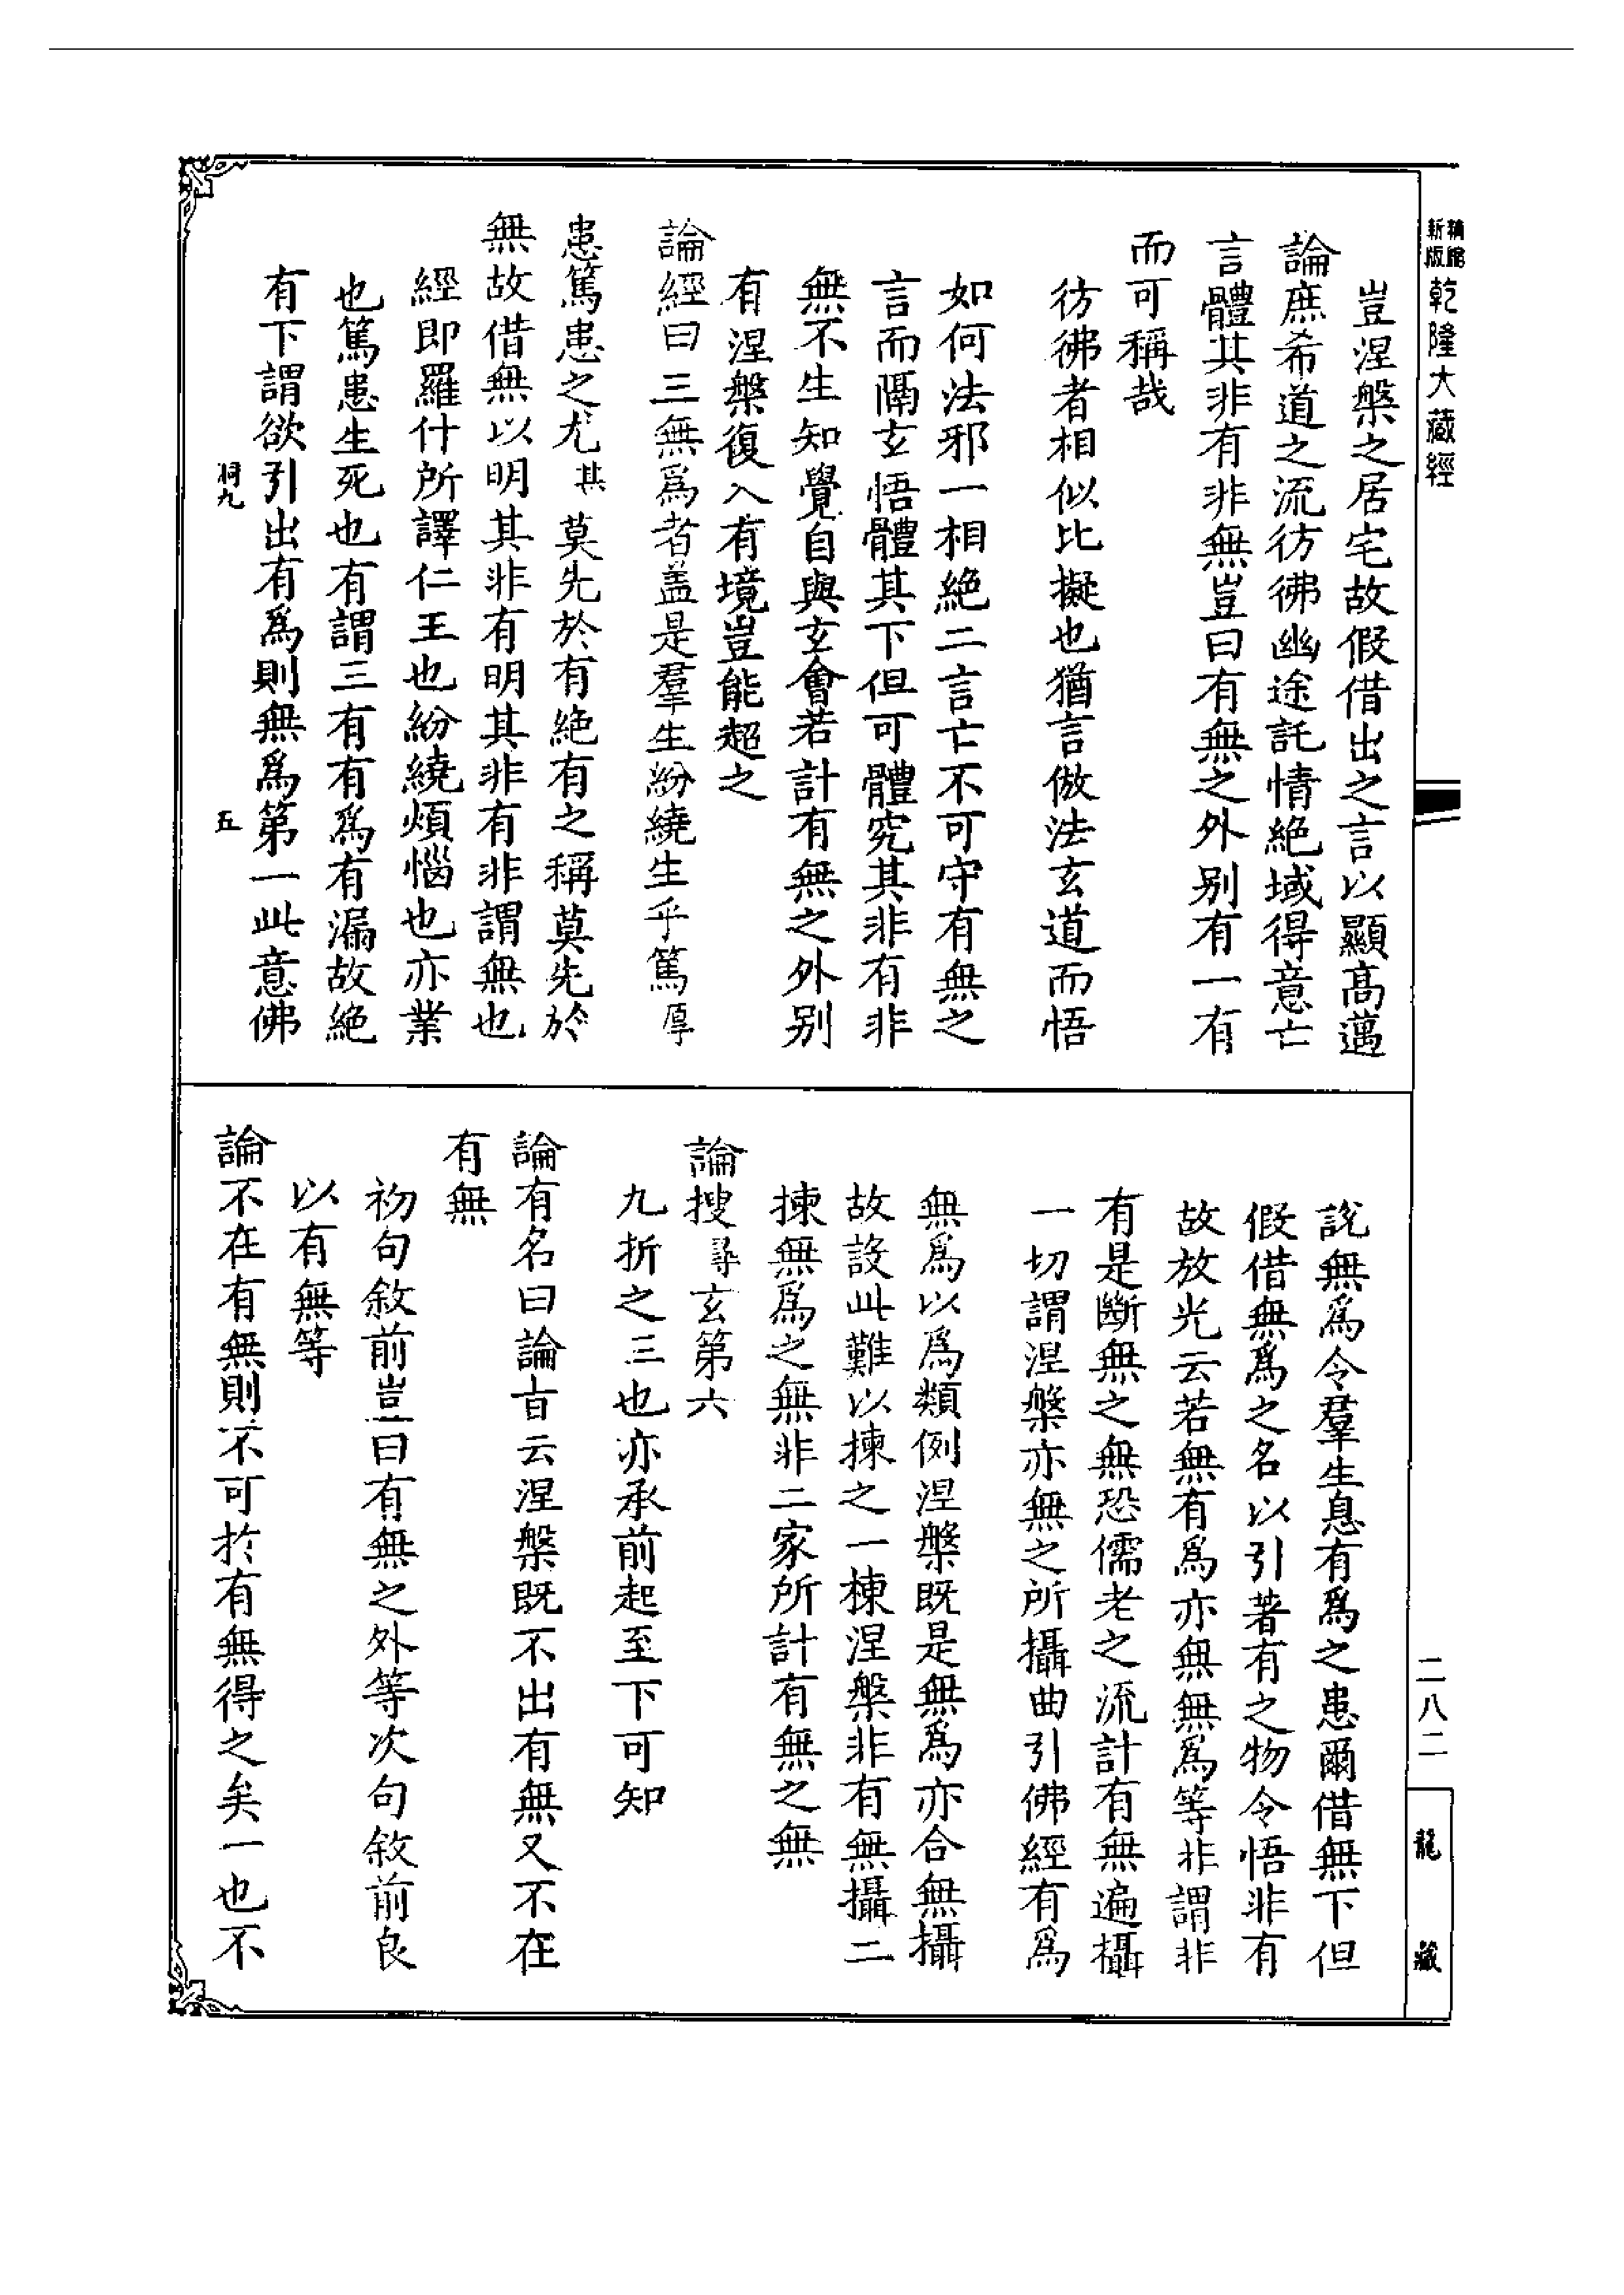 精館
新版
乾隆大藏經
豈涅槃之居宅故假借出之言以顯高邁
論庶希道之流彷彿幽途託情絕域得意亡
言體其非有非無豈曰有無之外別有一有
而可稱哉
彷彿者相似比擬也猶言倣法玄道而悟
如何法邪一相絕二言亡不可守有無之
言而隔玄悟體其下但可體究其非有非
無不生知覺自與玄會若計有無之外別
有涅槃復入有境豈能超之
論經曰三無為者盖是羣生紛繞生乎篤厚
患篤患之尤其莫先於有絕有之稱莫先於
無故借無以明其非有明其非有非謂無也
經即羅什所譯仁王也紛繞煩惱也亦業
也篤患生死也有謂三有有為有漏故絕
有下謂欲引出有為則無為第一此意佛
洞九
五
說無為令羣生息有為之患爾借無下但
假借無為之名以引著有之物令悟非有
故放光云若無有為亦無無為等非謂非
有是斷無之無恐儒老之流計有無遍攝
一切謂涅槃亦無之所攝曲引佛經有為
無為以為類例涅槃既是無為亦合無攝
故設此難以揀之一棟涅槃非有無攝二
揀無為之無非二家所計有無之無
論搜尋玄第六
九折之三也亦承前起至下可知
論有名曰論旨云涅槃既不出有無又不在
有無
初句敘前豈曰有無之外等次句敘前良
以有無等
論不在有無則不可於有無得之矣一也不
二八二
龍藏